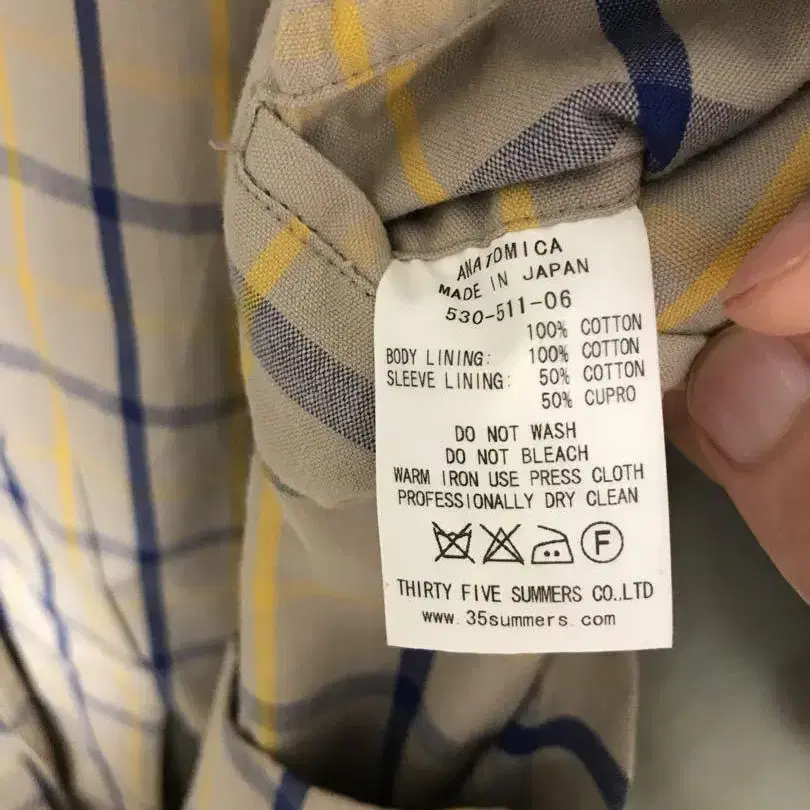 ANATOMICA
MADE IN JAPAN
530-511-06
100% COTTON
BODY LINING: 100% COTTON
SLEEVE LINING: 50% COTTON
50% CUPRO
DO NOT WASH
DO NOT BLEACH
WARM IRON USE PRESS CLOTH
PROFESSIONALLY DRY CLEAN
F
THIRTY FIVE SUMMERS CO.,LTD
www.35summers.com